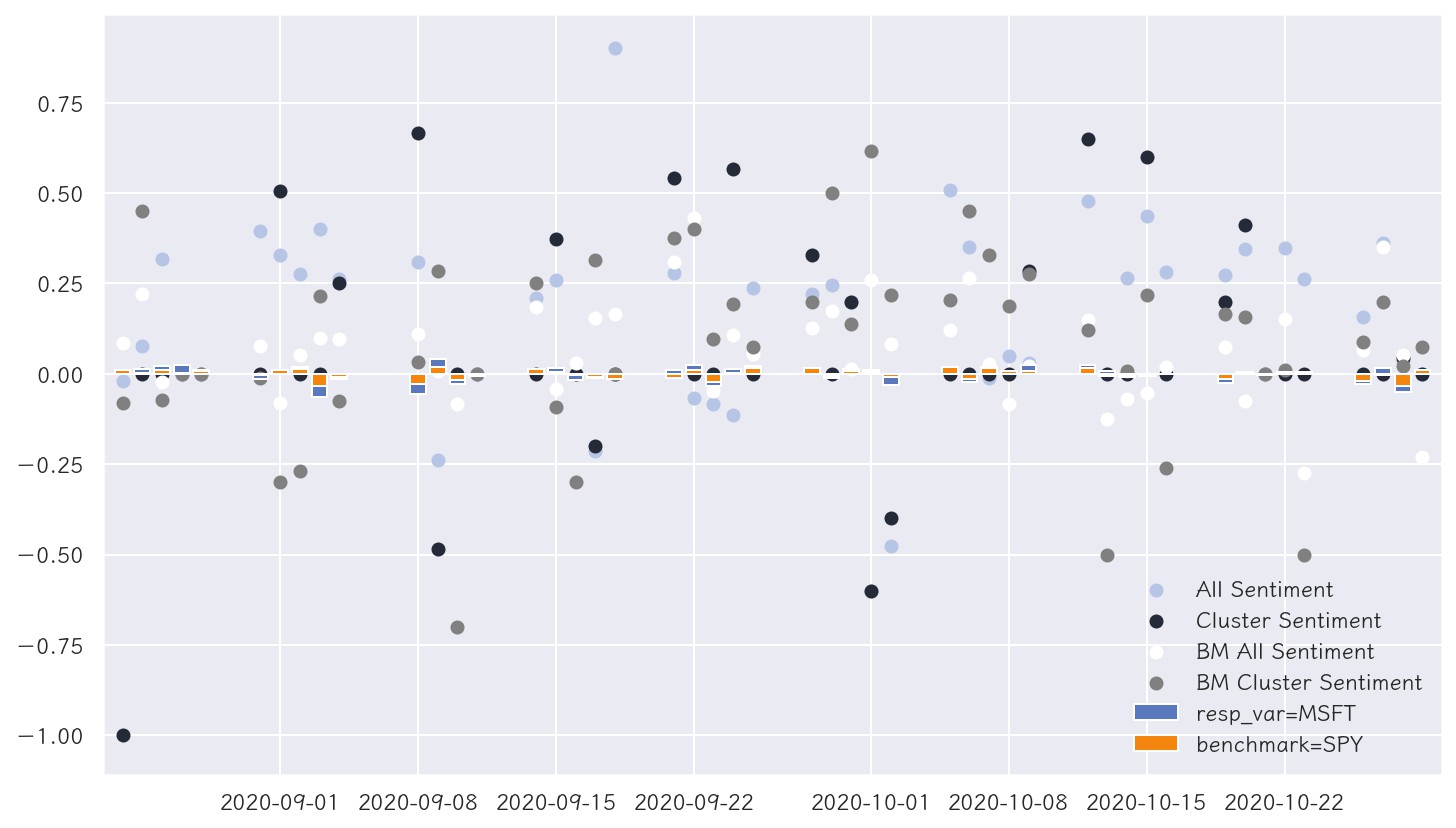 0.75
0.50
0.25
0.00
−0.25
−0.50
−0.75
−1.00
2020-09-01 2020-09-08 2020-09-15 2020-09-22 2020-10-01 2020-10-08 2020-10-15 2020-10-22
All Sentiment
Cluster Sentiment
BM All Sentiment
BM Cluster Sentiment
resp_var=MSFT
benchmark=SPY